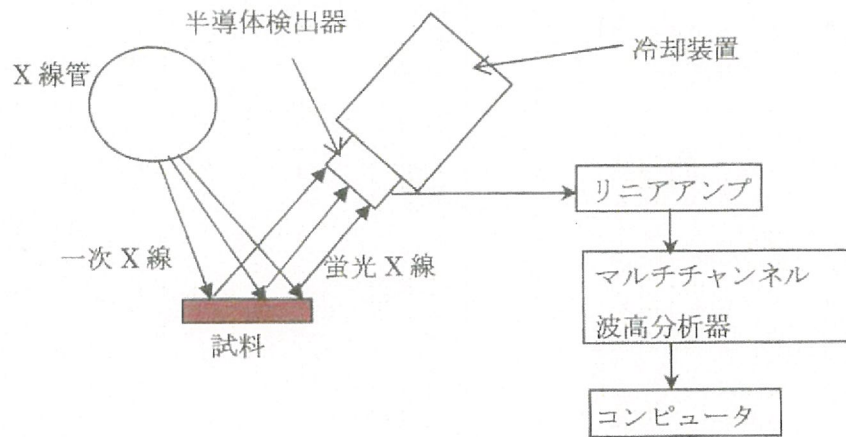 半導体検出器
冷却装置
X 線管
リニアアンプ
一次 X 線
蛍光 X 線
マルチチャンネル
波高分析器
試料
コンピュータ